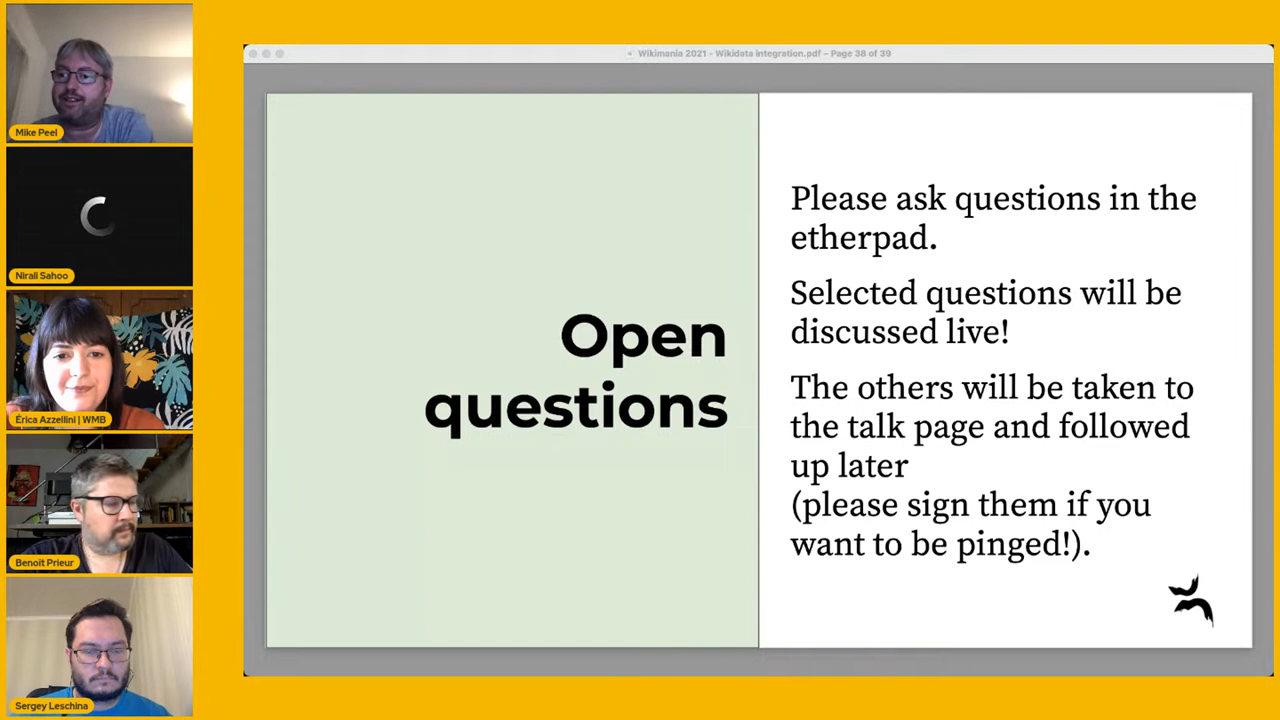 Mike Peel
Nirali Sahoo
Érica Azzellini | WMB
Benoît Prieur
Sergey Leschina
Wikimania 2021 - Wikidata integration.pdf – Page 38 of 39
Open
questions
Please ask questions in the
etherpad.
Selected questions will be
discussed live!
The others will be taken to
the talk page and followed
up later
(please sign them if you
want to be pinged!).